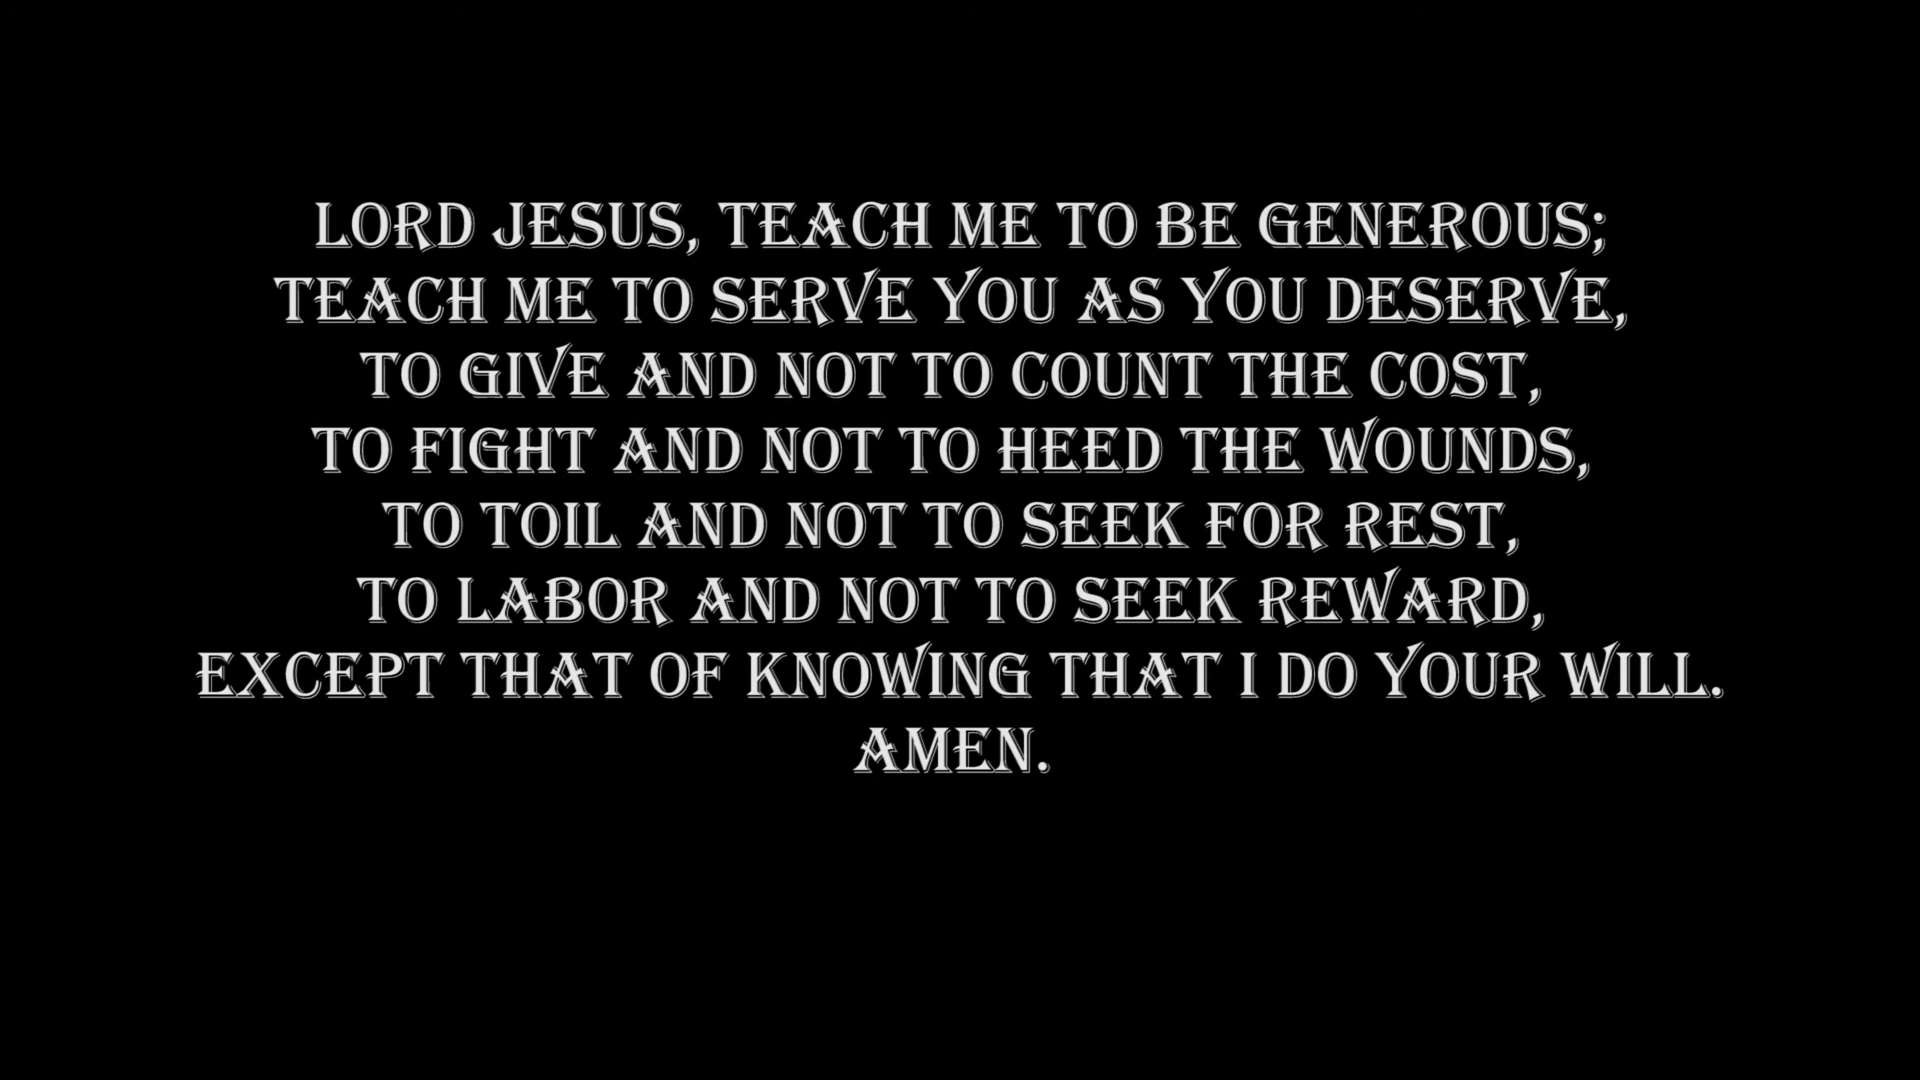 LORD JESUS, TEACH ME TO BE GENEROUS;
TEACH ME TO SERVE YOU AS YOU DESERVE,
TO GIVE AND NOT TO COUNT THE COST,
TO FIGHT AND NOT TO HEED THE WOUNDS,
TO TOIL AND NOT TO SEEK FOR REST,
TO LABOR AND NOT TO SEEK REWARD,
EXCEPT THAT OF KNOWING THAT I DO YOUR WILL.
AMEN.